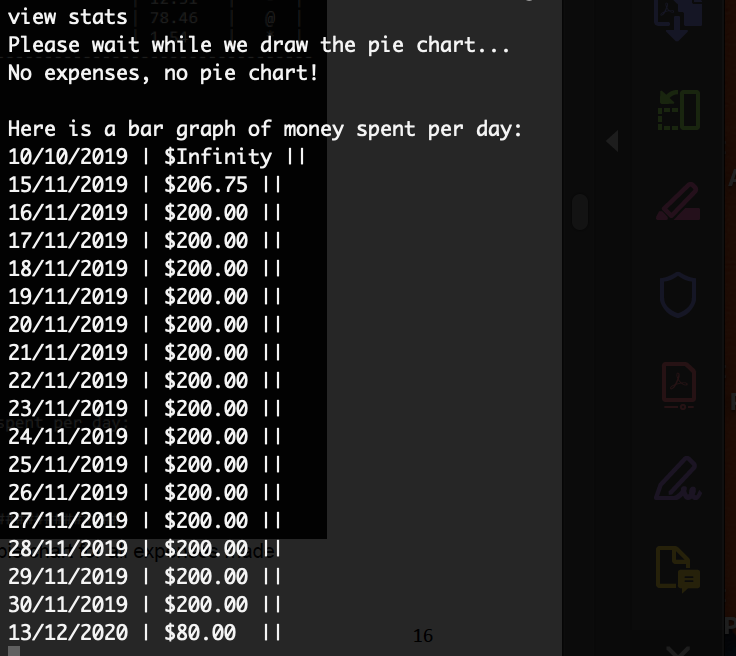 view stats
Please wait while we draw the pie chart...
No expenses, no pie chart!
Here is a bar graph of money spent per day:
10/10/2019 | $Infinity ||
15/11/2019 | $206.75 ||
16/11/2019 | $200.00 ||
17/11/2019 | $200.00 ||
18/11/2019 | $200.00 ||
19/11/2019 | $200.00 ||
20/11/2019 | $200.00 ||
21/11/2019 | $200.00 ||
22/11/2019 | $200.00 ||
23/11/2019 | $200.00 ||
24/11/2019 | $200.00 ||
25/11/2019 | $200.00 ||
26/11/2019 | $200.00 ||
27/11/2019 | $200.00 ||
28/11/2019 | $200.00 ||
29/11/2019 | $200.00 ||
30/11/2019 | $200.00 ||
13/12/2020 | $80.00  ||
78.46 | @ |
spent per day:
16